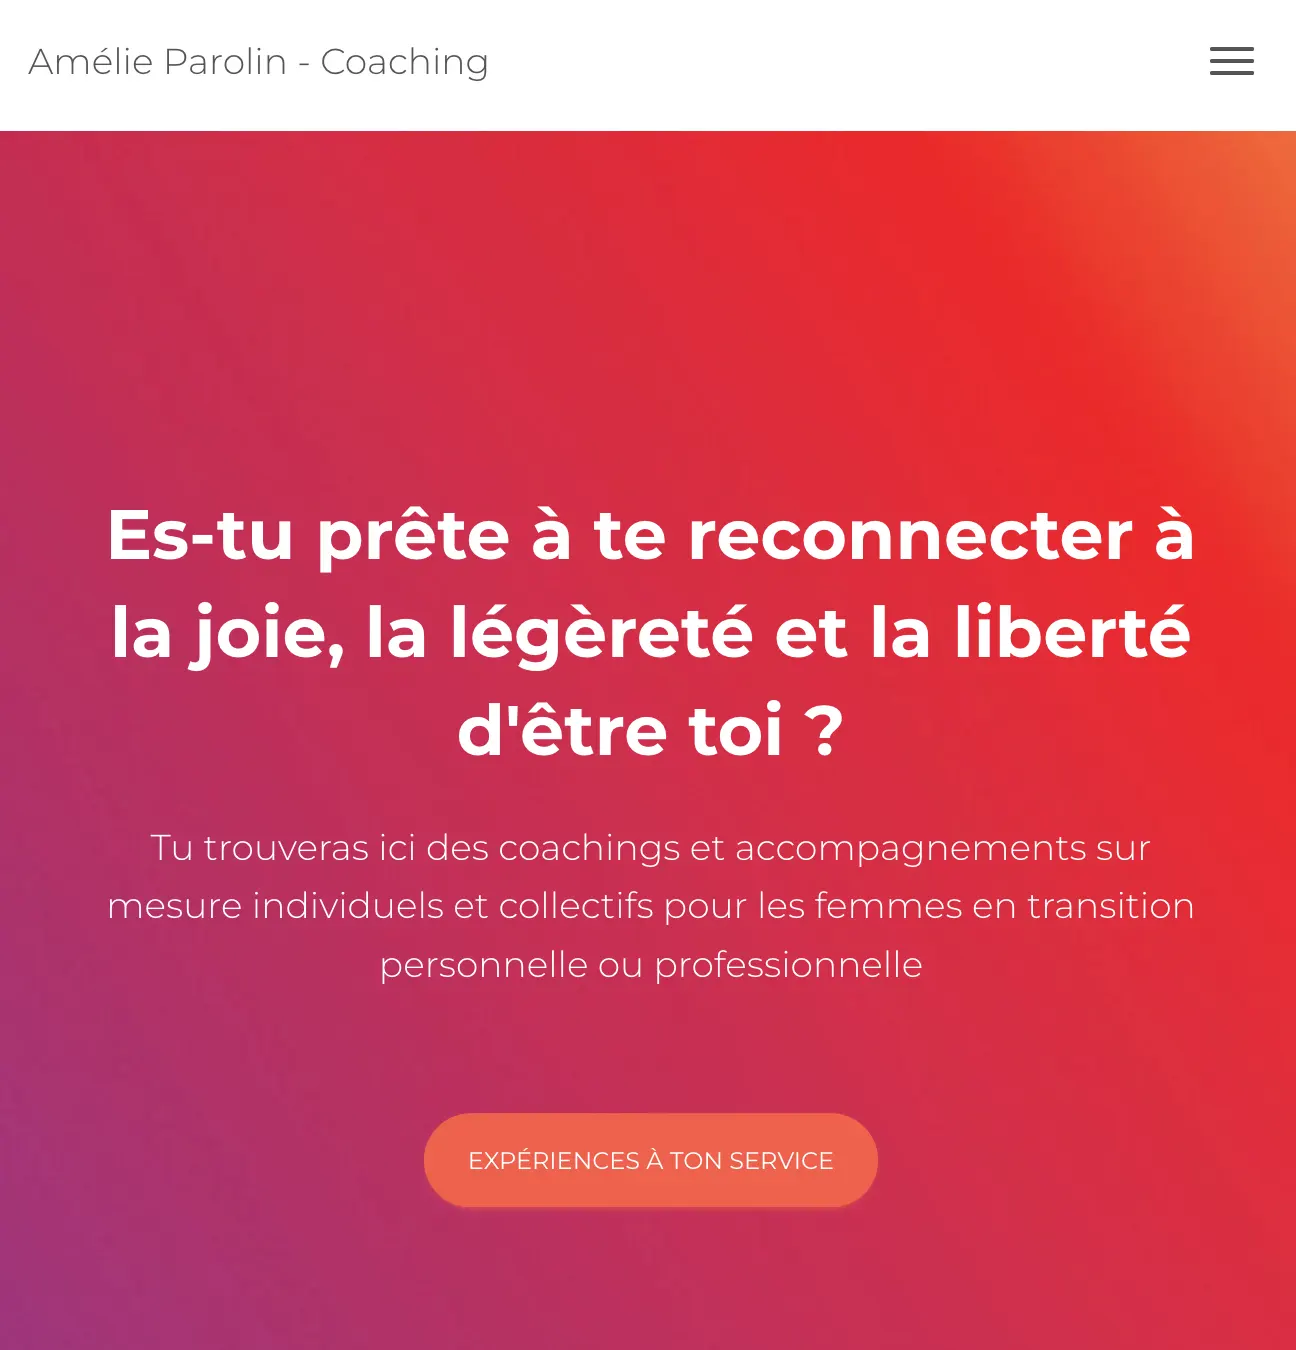 Amélie Parolin - Coaching
Es-tu prête à te reconnecter à
la joie, la légèreté et la liberté
d'être toi ?
Tu trouveras ici des coachings et accompagnements sur
mesure individuels et collectifs pour les femmes en transition
personnelle ou professionnelle
EXPÉRIENCES À TON SERVICE